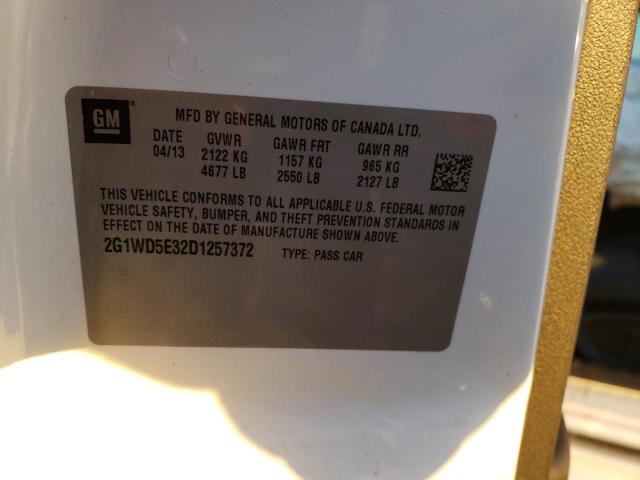 GM
MFD BY GENERAL MOTORS OF CANADA LTD.
DATE GVWR GAWR FRT GAWR RR
04/13 2122 KG 1157 KG 965 KG
4677 LB 2550 LB 2127 LB
THIS VEHICLE CONFORMS TO ALL APPLICABLE U.S. FEDERAL MOTOR
VEHICLE SAFETY, BUMPER, AND THEFT PREVENTION STANDARDS IN
EFFECT ON THE DATE OF MANUFACTURE SHOWN ABOVE.
2G1WD5E32D1257372 TYPE: PASS CAR